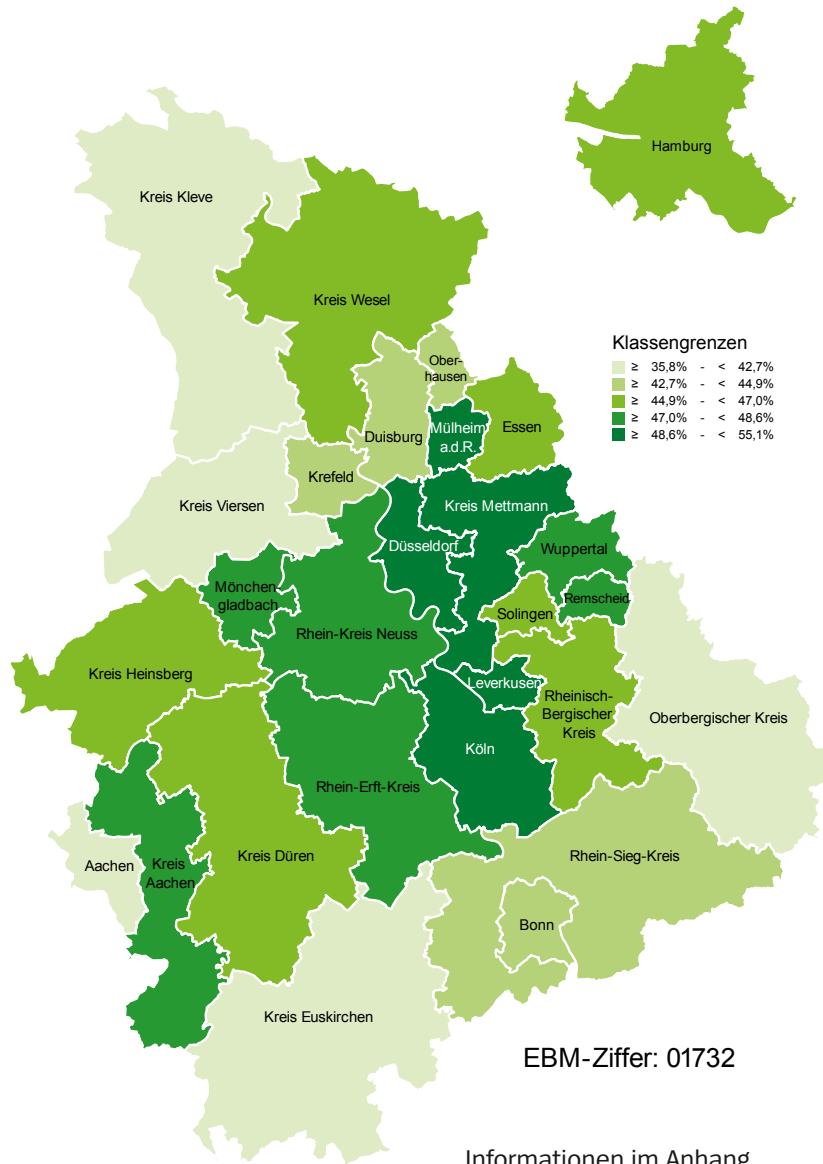 Hamburg
Kreis Kleve
Kreis Wesel
Klassengrenzen
≥ 35,8% - < 42,7%
≥ 42,7% - < 44,9%
≥ 44,9% - < 47,0%
≥ 47,0% - < 48,6%
≥ 48,6% - < 55,1%
Ober-
hausen
Duisburg
Mülheim
a.d.R.
Essen
Krefeld
Kreis Viersen
Kreis Mettmann
Düsseldorf
Wuppertal
Mönchen-
gladbach
Remscheid
Solingen
Rhein-Kreis Neuss
Kreis Heinsberg
Leverkusen
Rheinisch-
Bergischer
Kreis
Oberbergischer Kreis
Köln
Rhein-Erft-Kreis
Aachen
Kreis
Aachen
Kreis Düren
Rhein-Sieg-Kreis
Bonn
Kreis Euskirchen
EBM-Ziffer: 01732
Informationen im Anhang